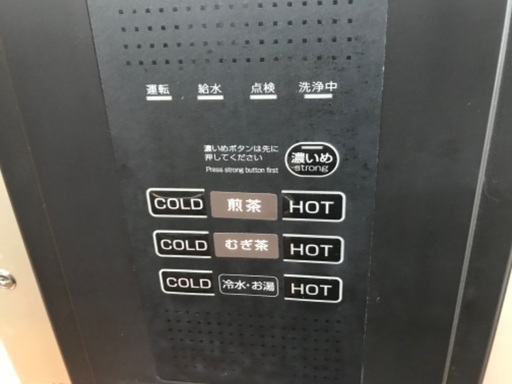 運転 給水 点検 洗浄中
濃いめボタンは先に
押してください
Press strong button first
濃いめ
strong
COLD 煎茶 HOT
COLD むぎ茶 HOT
COLD 冷水・お湯 HOT